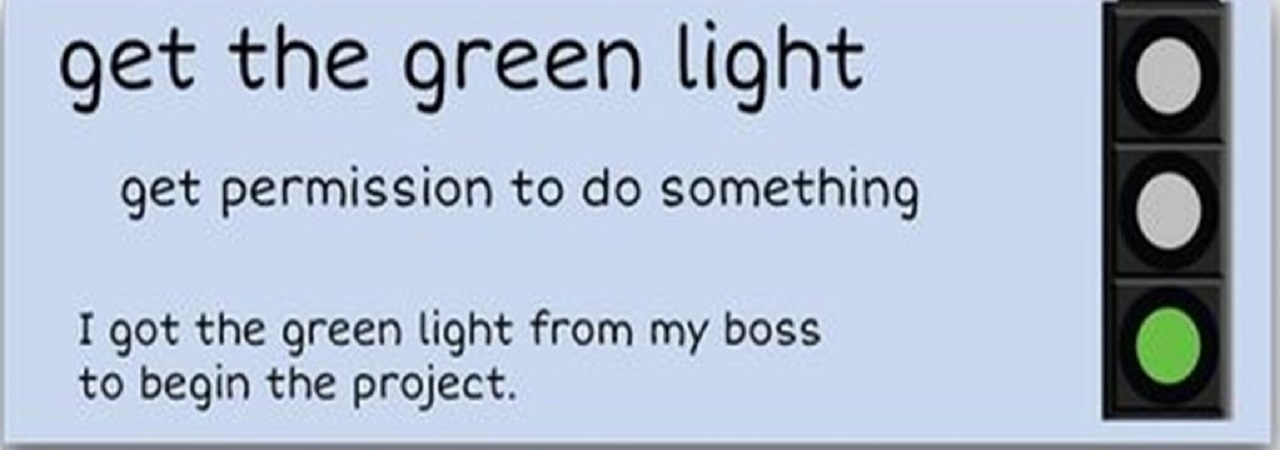 get the green light
get permission to do something
I got the green light from my boss
to begin the project.